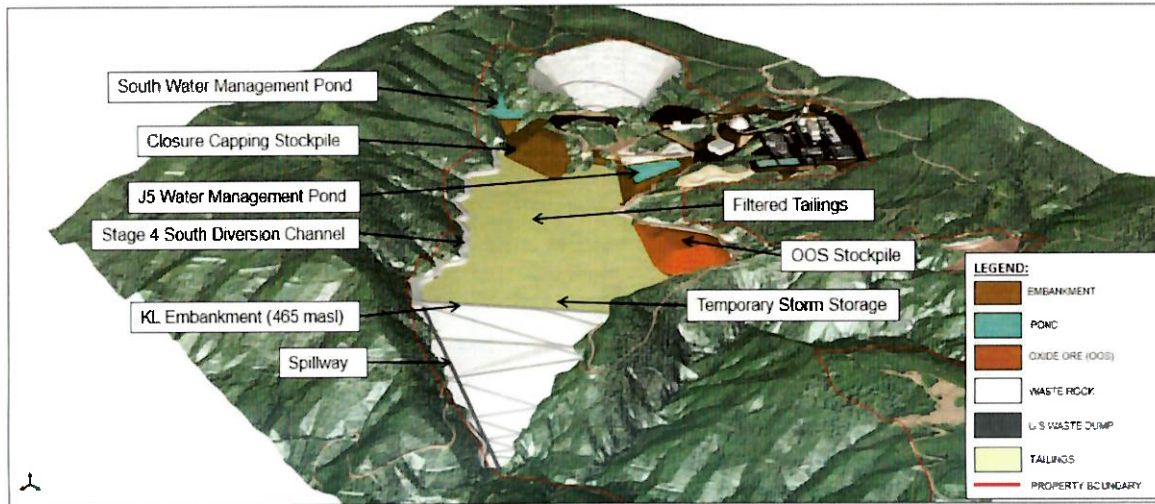 South Water Management Pond
Closure Capping Stockpile
J5 Water Management Pond
Stage 4 South Diversion Channel
KL Embankment (465 masl)
Spillway
Filtered Tailings
OOS Stockpile
Temporary Storm Storage
LEGEND:
EMBANKMENT
POND
OXIDE ORE (OOS)
WASTE ROCK
U/S WASTE DUMP
TAILINGS
PROPERTY BOUNDARY